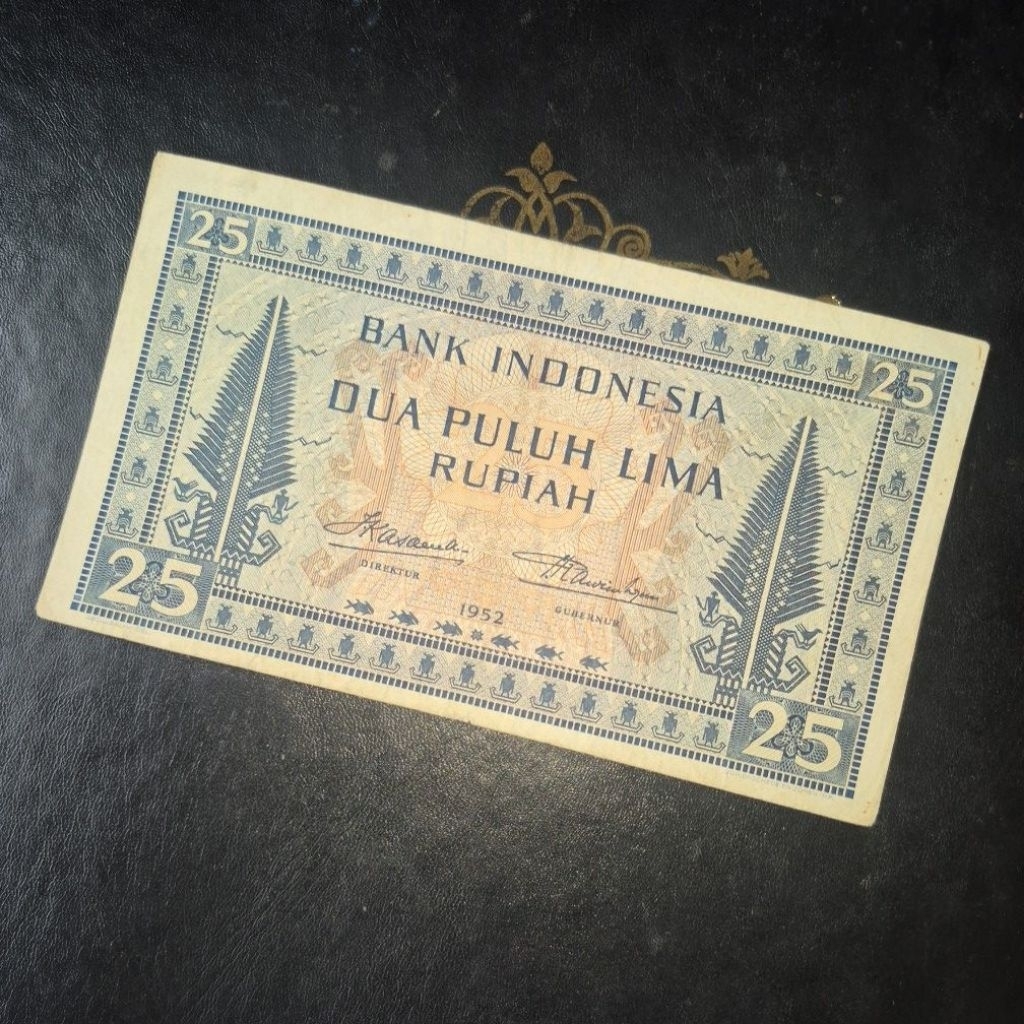 25
25
BANK INDONESIA
DUA PULUH LIMA
RUPIAH
DIREKTUR
GUBERNUR
1952
25
25